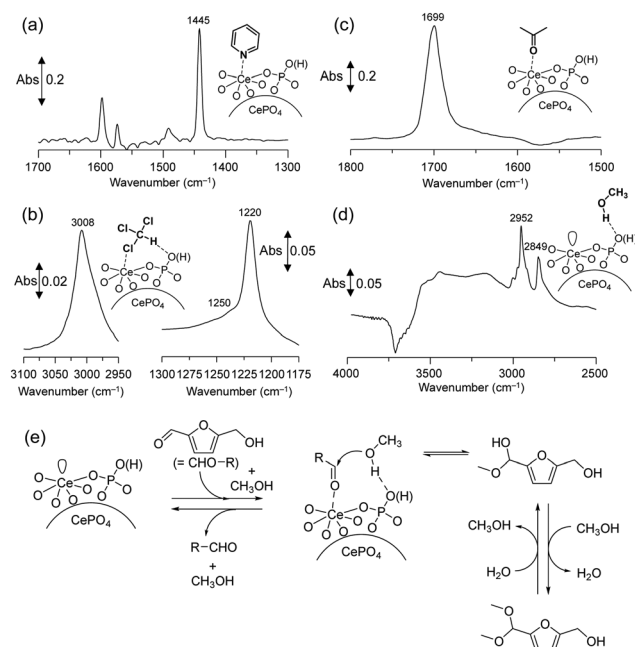 (a)
1445
Abs
0.2
N
Ce
O
O
O
O
O
O
P
O(H)
O
O
CePO4
1700
1600
1500
1400
1300
Wavenumber (cm−1)
(c)
1699
Abs
0.2
O
Ce
O
O
O
O
O
O
P
O(H)
O
O
CePO4
1800
1700
1600
1500
Wavenumber (cm−1)
(b)
3008
Abs
0.02
Cl
Cl
C
H
Cl
Ce
O
O
O
O
O
O
P
O(H)
O
O
CePO4
1250
1220
Abs
0.05
3100
3050
3000
2950
Wavenumber (cm−1)
1300
1275
1250
1225
1200
1175
Wavenumber (cm−1)
(d)
Abs
0.05
2952
2849
O
CH3
H
Ce
O
O
O
O
O
O
P
O(H)
O
O
CePO4
4000
3500
3000
2500
Wavenumber (cm−1)
(e)
Ce
O
O
O
O
O
O
P
O(H)
O
O
CePO4
O
O
OH
(= CHO−R)
+
CH3OH
R−CHO
+
CH3OH
R
O
O
CH3
H
Ce
O
O
O
O
O
O
P
O(H)
O
O
CePO4
HO
O
O
OH
CH3OH
CH3OH
H2O
H2O
O
O
O
OH